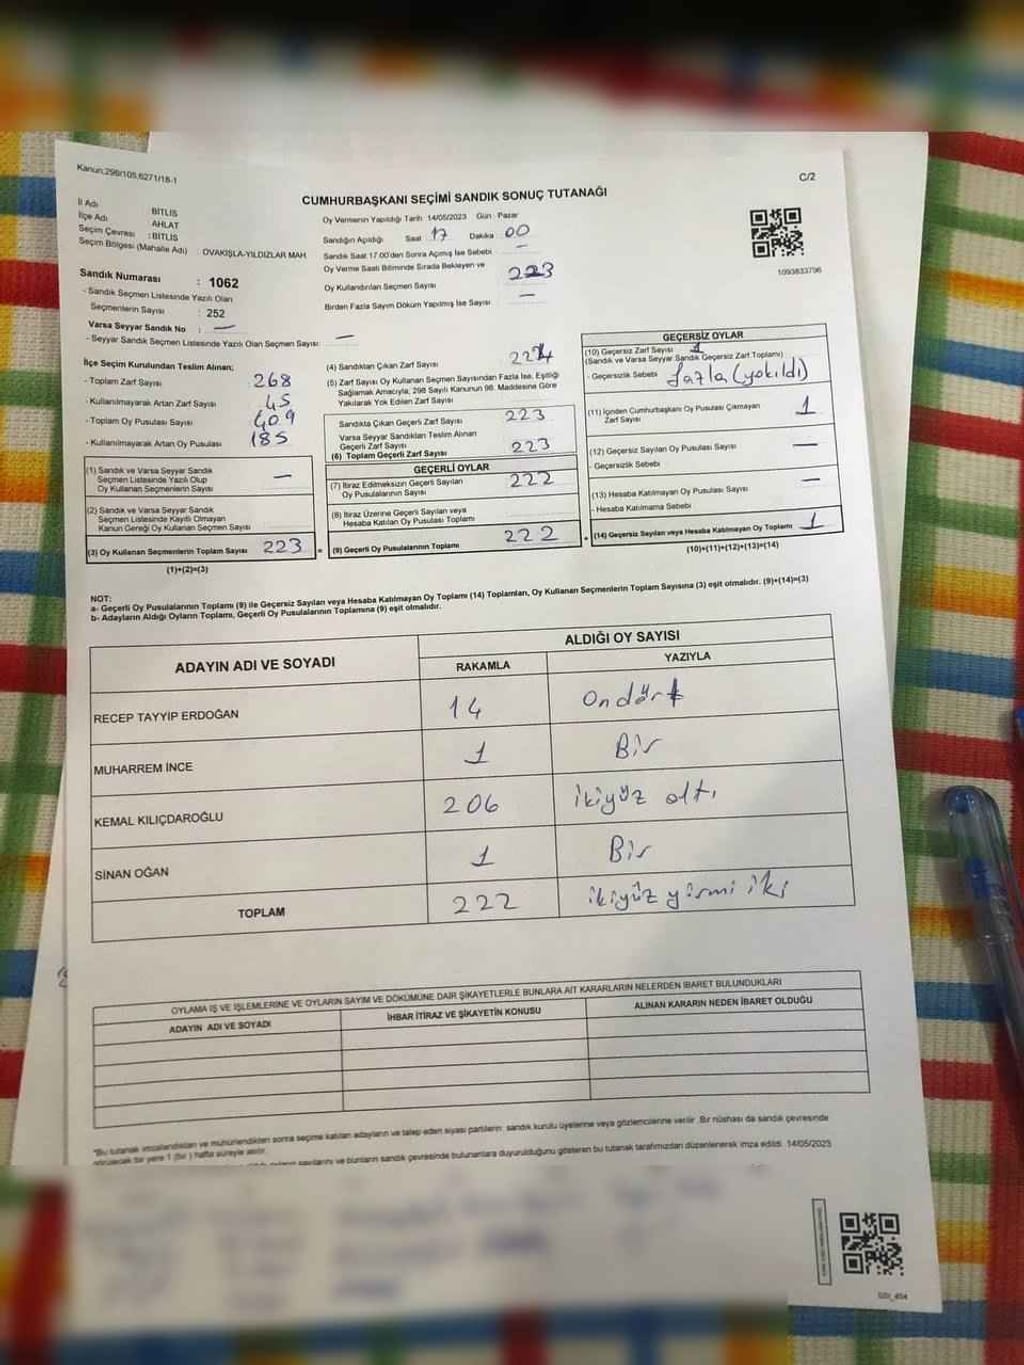 Kanun:298/105,6271/18-1
C/2
CUMHURBAŞKANI SEÇİMİ SANDIK SONUÇ TUTANAĞI
İl Adı BİTLİS
İlçe Adı AHLAT
Seçim Çevresi : BİTLİS
Seçim Bölgesi (Mahalle Adı) : OVAKIŞLA-YILDIZLAR MAH.
Sandık Numarası : 1062
- Sandık Seçmen Listesinde Yazılı Olan
Seçmenlerin Sayısı : 252
Varsa Seyyar Sandık No : —
- Seyyar Sandık Seçmen Listesinde Yazılı Olan Seçmen Sayısı: —
Oy Vermenin Yapıldığı Tarih 14/05/2023 Gün Pazar
Sandığın Açıldığı Saat 17 Dakika 00
Sandık Saat 17.00'den Sonra Açılmış İse Sebebi —
Oy Verme Saati Bitiminde Sırada Bekleyen ve
Oy Kullandırılan Seçmen Sayısı 223
Birden Fazla Sayım Döküm Yapılmış İse Sayısı —
1093833796
İlçe Seçim Kurulundan Teslim Alınan;
- Toplam Zarf Sayısı 268
- Kullanılmayarak Artan Zarf Sayısı 45
- Toplam Oy Pusulası Sayısı 409
- Kullanılmayarak Artan Oy Pusulası 185
(1) Sandık ve Varsa Seyyar Sandık
Seçmen Listesinde Yazılı Olup
Oy Kullanan Seçmenlerin Sayısı —
(2) Sandık ve Varsa Seyyar Sandık
Seçmen Listesinde Kayıtlı Olmayan
Kanun Gereği Oy Kullanan Seçmen Sayısı
(3) Oy Kullanan Seçmenlerin Toplam Sayısı 223 =
(1)+(2)=(3)
(4) Sandıktan Çıkan Zarf Sayısı 224
(5) Zarf Sayısı Oy Kullanan Seçmen Sayısından Fazla İse, Eşitliği
Sağlamak Amacıyla; 298 Sayılı Kanunun 98. Maddesine Göre
Yakılarak Yok Edilen Zarf Sayısı
Sandıkta Çıkan Geçerli Zarf Sayısı 223
Varsa Seyyar Sandıktan Teslim Alınan
Geçerli Zarf Sayısı
(6) Toplam Geçerli Zarf Sayısı 223
GEÇERLİ OYLAR
(7) İtiraz Edilmeksizin Geçerli Sayılan
Oy Pusulalarının Sayısı 222
(8) İtiraz Üzerine Geçerli Sayılan veya
Hesaba Katılan Oy Pusulası Toplamı
(9) Geçerli Oy Pusulalarının Toplamı 222 +
GEÇERSİZ OYLAR
(10) Geçersiz Zarf Sayısı 1
(Sandık ve Varsa Seyyar Sandık Geçersiz Zarf Toplamı)
- Geçersizlik Sebebi fazla (yakıldı)
(11) İçinden Cumhurbaşkanı Oy Pusulası Çıkmayan
Zarf Sayısı 1
(12) Geçersiz Sayılan Oy Pusulası Sayısı —
- Geçersizlik Sebebi
(13) Hesaba Katılmayan Oy Pusulası Sayısı —
- Hesaba Katılmama Sebebi
(14) Geçersiz Sayılan veya Hesaba Katılmayan Oy Toplamı 1
(10)+(11)+(12)+(13)=(14)
NOT:
a- Geçerli Oy Pusulalarının Toplamı (9) ile Geçersiz Sayılan veya Hesaba Katılmayan Oy Toplamı (14) Toplamları, Oy Kullanan Seçmenlerin Toplam Sayısına (3) eşit olmalıdır. (9)+(14)=(3)
b- Adayların Aldığı Oyların Toplamı, Geçerli Oy Pusulalarının Toplamına (9) eşit olmalıdır.
ADAYIN ADI VE SOYADI ALDIĞI OY SAYISI
RAKAMLA YAZIYLA
RECEP TAYYİP ERDOĞAN 14 Ondört
MUHARREM İNCE 1 Bir
KEMAL KILIÇDAROĞLU 206 ikiyüz altı
SİNAN OĞAN 1 Bir
TOPLAM 222 ikiyüz yirmi iki
OYLAMA İŞ VE İŞLEMLERİNE VE OYLARIN SAYIM VE DÖKÜMÜNE DAİR ŞİKAYETLERLE BUNLARA AİT KARARLARIN NELERDEN İBARET BULUNDUKLARI
ADAYIN ADI VE SOYADI İHBAR İTİRAZ VE ŞİKAYETİN KONUSU ALINAN KARARIN NEDEN İBARET OLDUĞU
"Bu tutanak imzalandıktan ve mühürlendikten sonra seçime katılan adayların ve talep eden siyasi partilerin; sandık kurulu üyelerine veya gözlemcilerine verilir. Bir nüshası da sandık çevresinde
görülecek bir yere 1 (bir) hafta süreyle asılır.
sayılarını ve bunların sandık çevresinde bulunanlara duyurulduğunu gösteren bu tutanak tarafımızdan düzenlenerek imza edildi. 14/05/2023